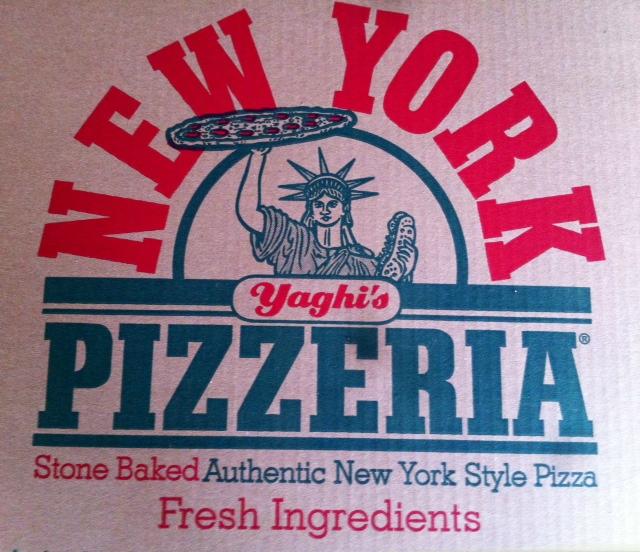 NEW YORK
Yaghi's
PIZZERIA®
Stone Baked Authentic New York Style Pizza
Fresh Ingredients